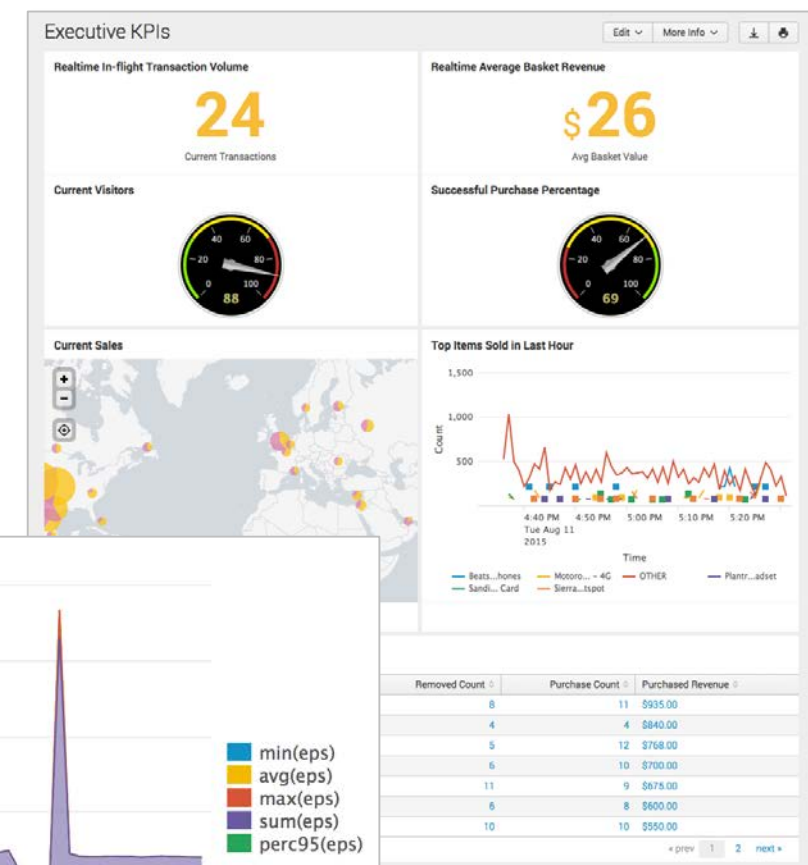 Executive KPIs
Edit
More Info
Realtime In-flight Transaction Volume
24
Current Transactions
Realtime Average Basket Revenue
$26
Avg Basket Value
Current Visitors
0
20
40
60
80
100
88
Successful Purchase Percentage
0
20
40
60
80
100
69
Current Sales
+
−
Top Items Sold in Last Hour
1,500
1,000
500
Count
4:40 PM 4:50 PM 5:00 PM 5:10 PM 5:20 PM
Tue Aug 11
2015
Time
Beats...hones Motoro... – 4G OTHER Plantr...adset
Sandi... Card Sierra...tspot
Removed Count Purchase Count Purchased Revenue
8 11 $935.00
4 4 $840.00
5 12 $768.00
6 10 $700.00
11 9 $675.00
6 8 $600.00
10 10 $550.00
« prev 1 2 next »
min(eps)
avg(eps)
max(eps)
sum(eps)
perc95(eps)